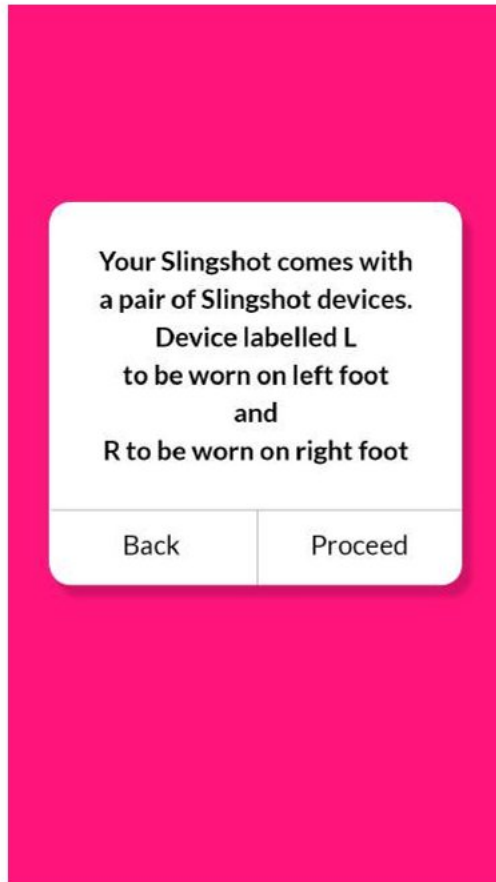 Your Slingshot comes with
a pair of Slingshot devices.
Device labelled L
to be worn on left foot
and
R to be worn on right foot
Back
Proceed